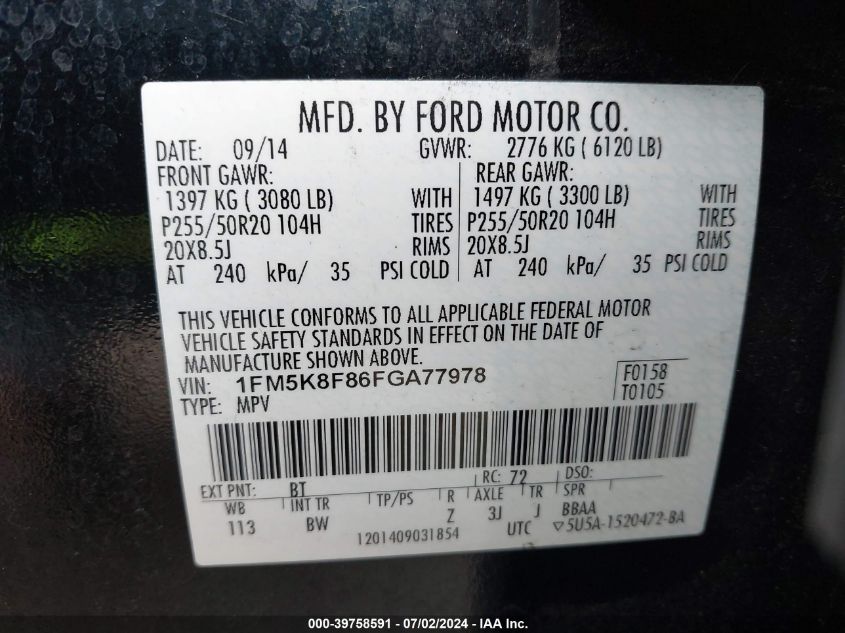 MFD. BY FORD MOTOR CO.
DATE: 09/14 GVWR: 2776 KG ( 6120 LB)
FRONT GAWR: REAR GAWR:
1397 KG ( 3080 LB) WITH 1497 KG ( 3300 LB) WITH
P255/50R20 104H TIRES P255/50R20 104H TIRES
20X8.5J RIMS 20X8.5J RIMS
AT 240 kPa/ 35 PSI COLD AT 240 kPa/ 35 PSI COLD
THIS VEHICLE CONFORMS TO ALL APPLICABLE FEDERAL MOTOR
VEHICLE SAFETY STANDARDS IN EFFECT ON THE DATE OF
MANUFACTURE SHOWN ABOVE.
VIN: 1FM5K8F86FGA77978 F0158
TYPE: MPV T0105
EXT PNT: BT RC: 72 DSO:
WB INT TR TP/PS R AXLE TR SPR
113 BW Z 3J J BBAA
1201409031854 UTC ▽5U5A-1520472-BA
000-39758591 - 07/02/2024 - IAA Inc.